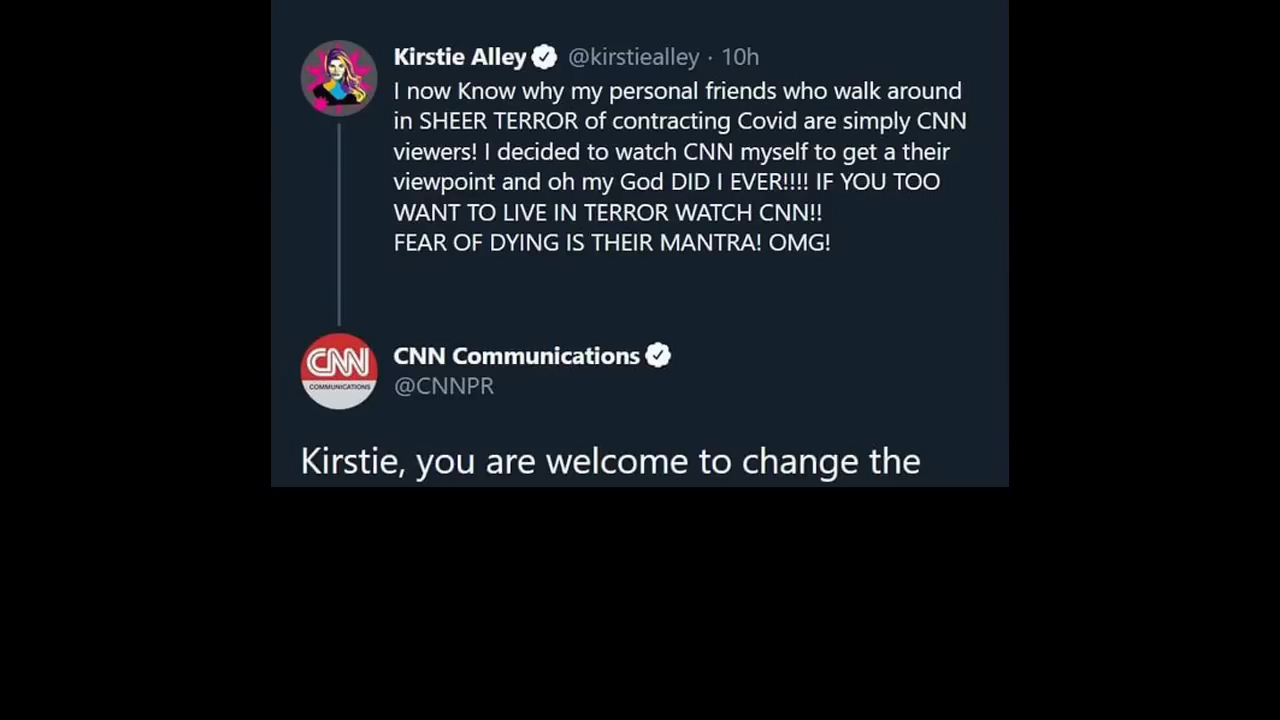 Kirstie Alley @kirstiealley · 10h
I now Know why my personal friends who walk around
in SHEER TERROR of contracting Covid are simply CNN
viewers! I decided to watch CNN myself to get a their
viewpoint and oh my God DID I EVER!!!! IF YOU TOO
WANT TO LIVE IN TERROR WATCH CNN!!
FEAR OF DYING IS THEIR MANTRA! OMG!
CNN
COMMUNICATIONS
CNN Communications
@CNNPR
Kirstie, you are welcome to change the